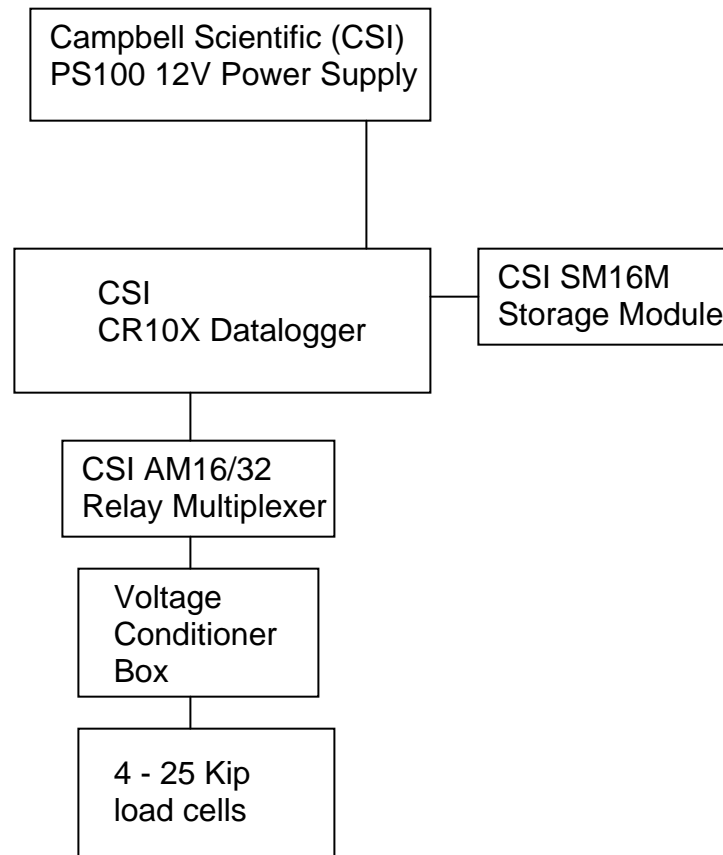 Campbell Scientific (CSI)
PS100 12V Power Supply
CSI
CR10X Datalogger
CSI SM16M
Storage Module
CSI AM16/32
Relay Multiplexer
Voltage
Conditioner
Box
4 - 25 Kip
load cells